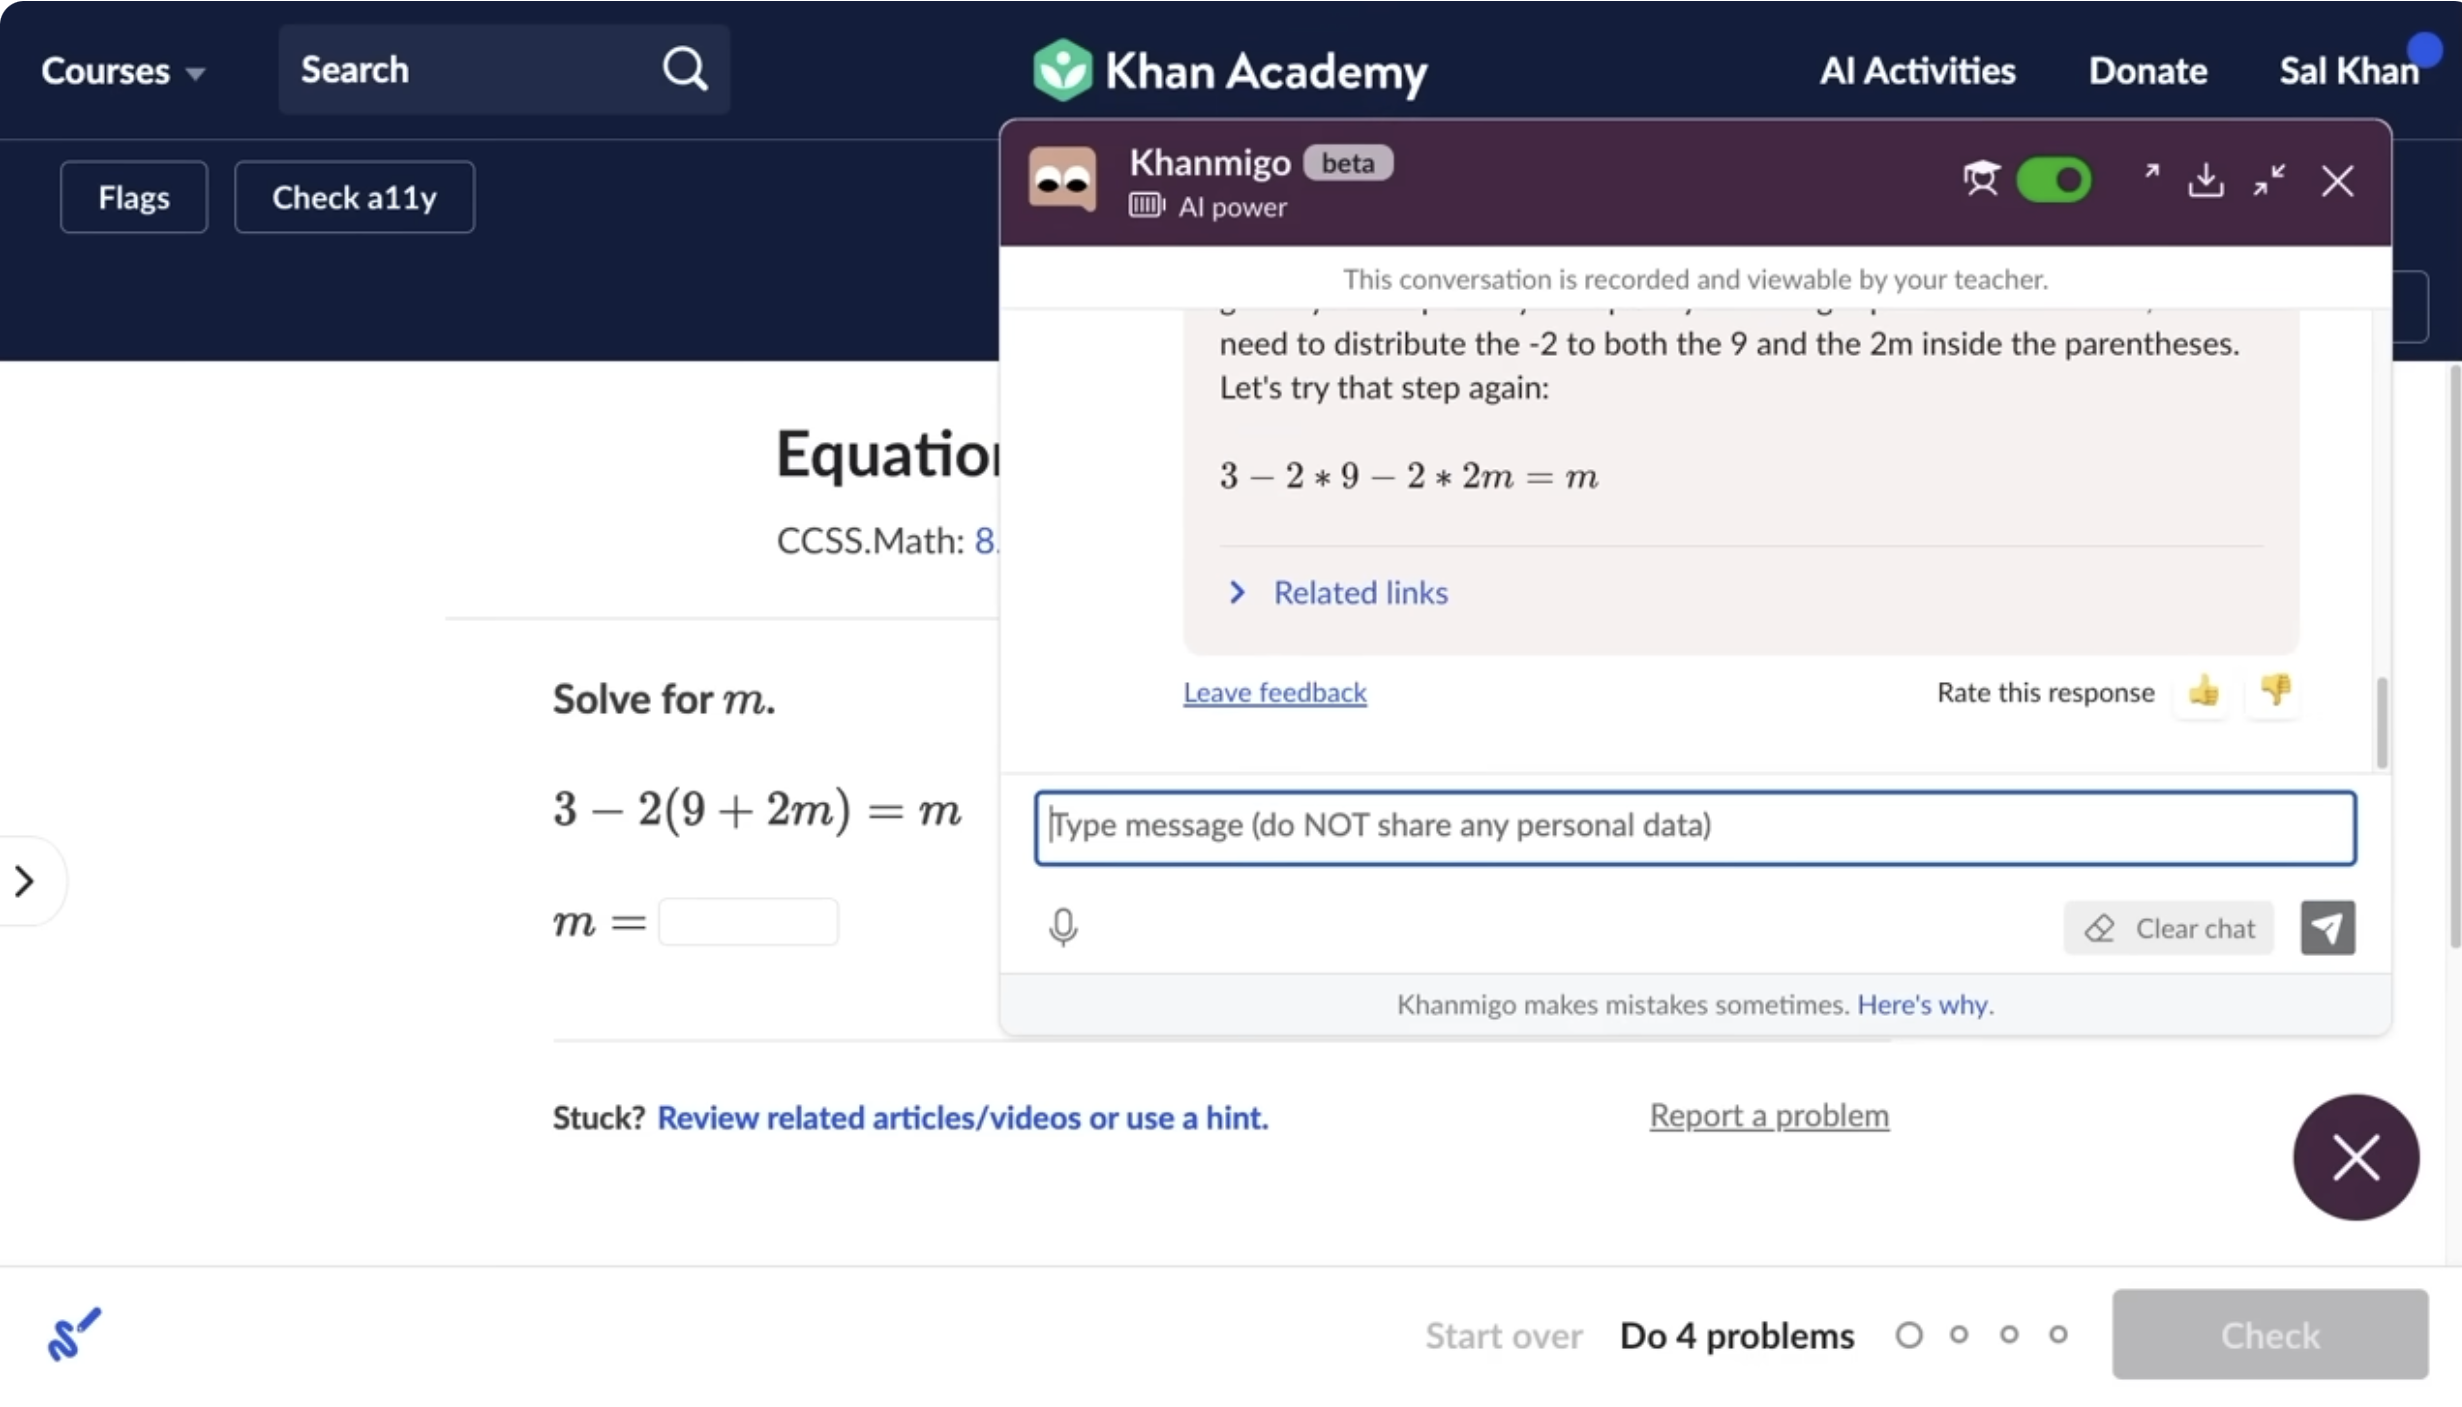 Courses
Search
Khan Academy
AI Activities
Donate
Sal Khan
Flags
Check a11y
Khanmigo beta
AI power
This conversation is recorded and viewable by your teacher.
need to distribute the -2 to both the 9 and the 2m inside the parentheses.
Let's try that step again:
3 − 2 ∗ 9 − 2 ∗ 2m = m
Related links
Leave feedback
Rate this response
Type message (do NOT share any personal data)
Clear chat
Khanmigo makes mistakes sometimes. Here's why.
CCSS.Math: 8.
Solve for m.
3 − 2(9 + 2m) = m
m =
Stuck? Review related articles/videos or use a hint.
Report a problem
Start over
Do 4 problems
Check